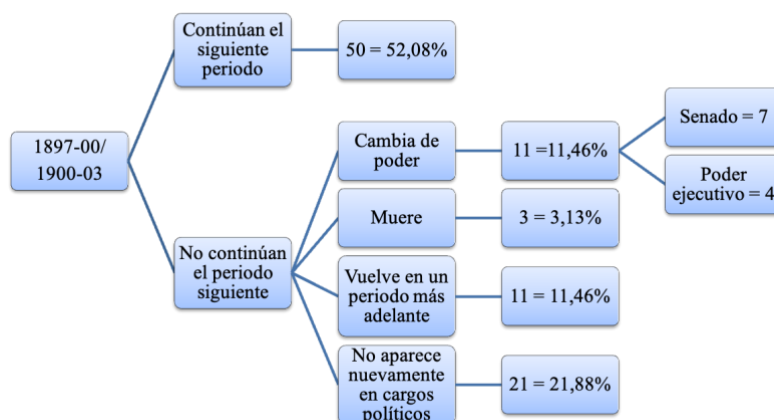 Continúan el
siguiente
periodo
50 = 52,08%
1897-00/
1900-03
Cambia de
poder
11 =11,46%
Senado = 7
Poder
ejecutivo = 4
No continúan
el periodo
siguiente
Muere
3 = 3,13%
Vuelve en un
periodo más
adelante
11 = 11,46%
No aparece
nuevamente
en cargos
políticos
21 = 21,88%